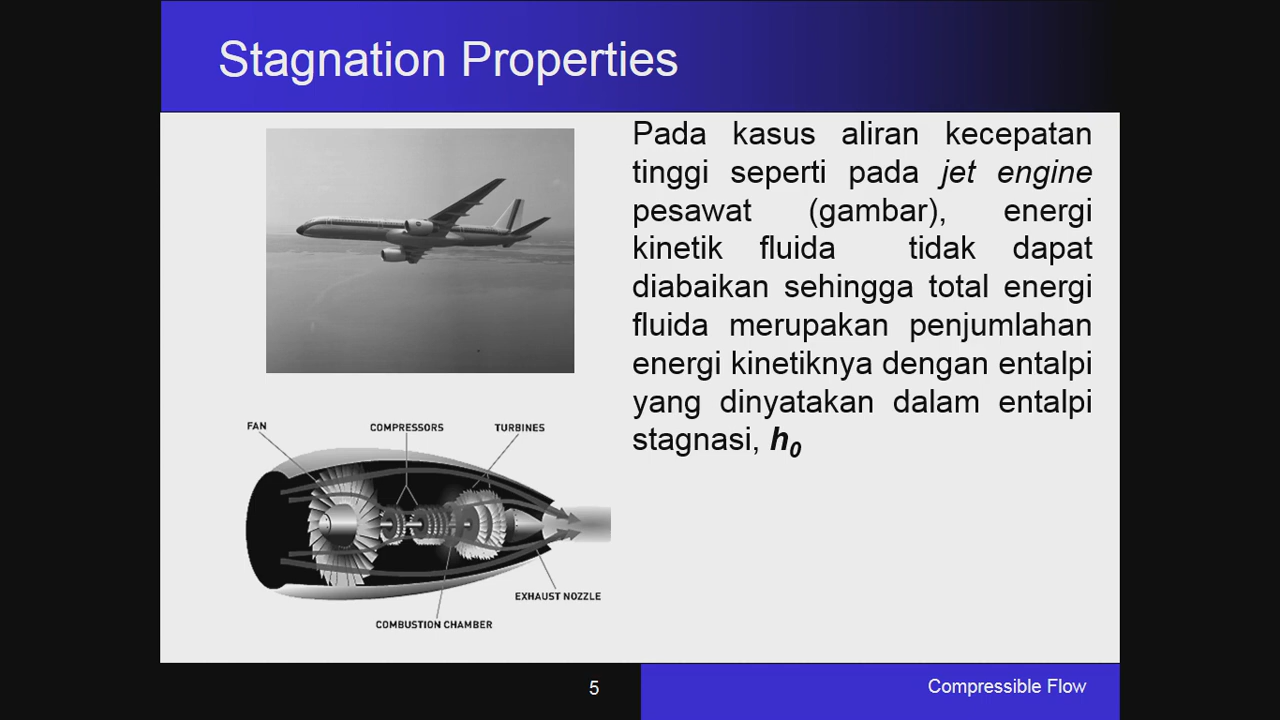 Stagnation Properties
Pada kasus aliran kecepatan
tinggi seperti pada jet engine
pesawat (gambar), energi
kinetik fluida tidak dapat
diabaikan sehingga total energi
fluida merupakan penjumlahan
energi kinetiknya dengan entalpi
yang dinyatakan dalam entalpi
stagnasi, h0
FAN
COMPRESSORS
TURBINES
EXHAUST NOZZLE
COMBUSTION CHAMBER
5
Compressible Flow